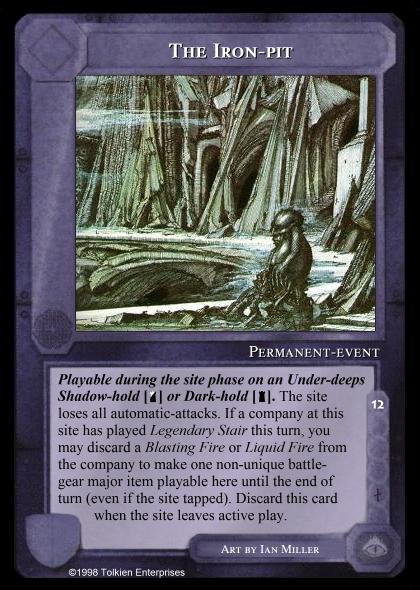 THE IRON-PIT
PERMANENT-EVENT
Playable during the site phase on an Under-deeps
Shadow-hold [] or Dark-hold []. The site
loses all automatic-attacks. If a company at this
site has played Legendary Stair this turn, you
may discard a Blasting Fire or Liquid Fire from
the company to make one non-unique battle-
gear major item playable here until the end of
turn (even if the site tapped). Discard this card
when the site leaves active play.
12
ART BY IAN MILLER
©1998 Tolkien Enterprises